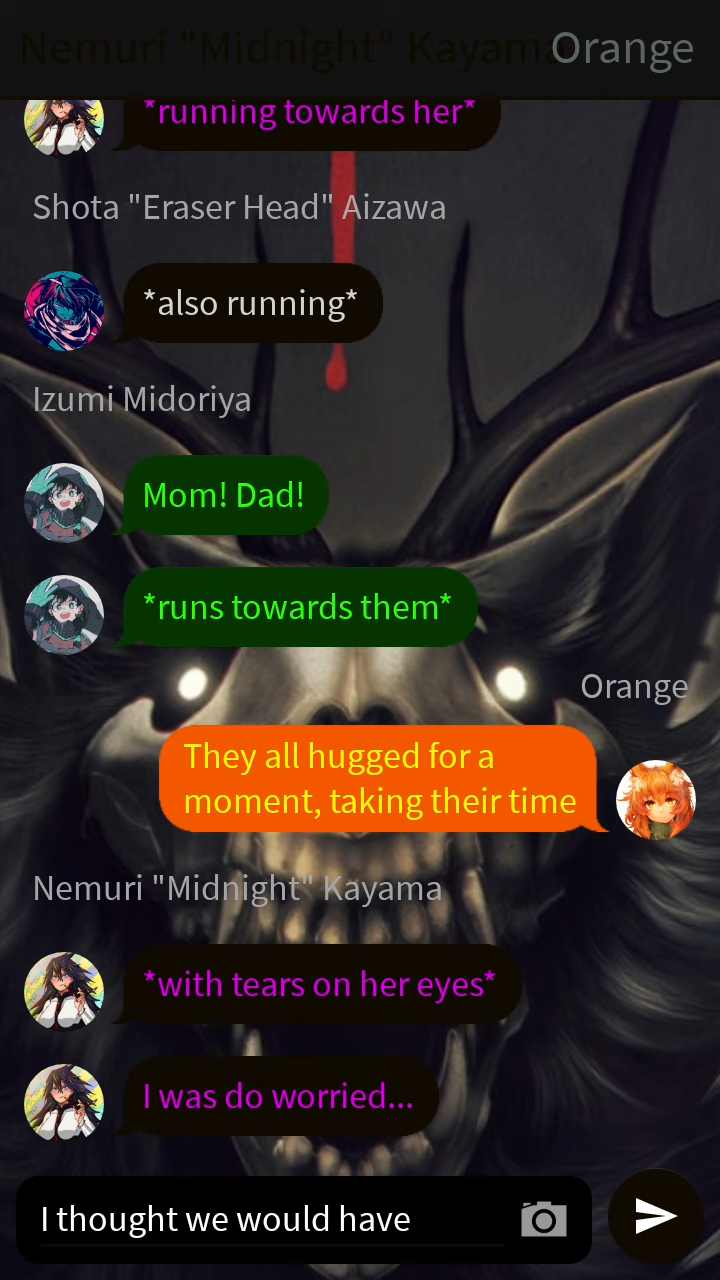 Nemuri "Midnight" Kayama
Orange
*running towards her*
Shota "Eraser Head" Aizawa
*also running*
Izumi Midoriya
Mom! Dad!
*runs towards them*
Orange
They all hugged for a
moment, taking their time
Nemuri "Midnight" Kayama
*with tears on her eyes*
I was do worried...
I thought we would have